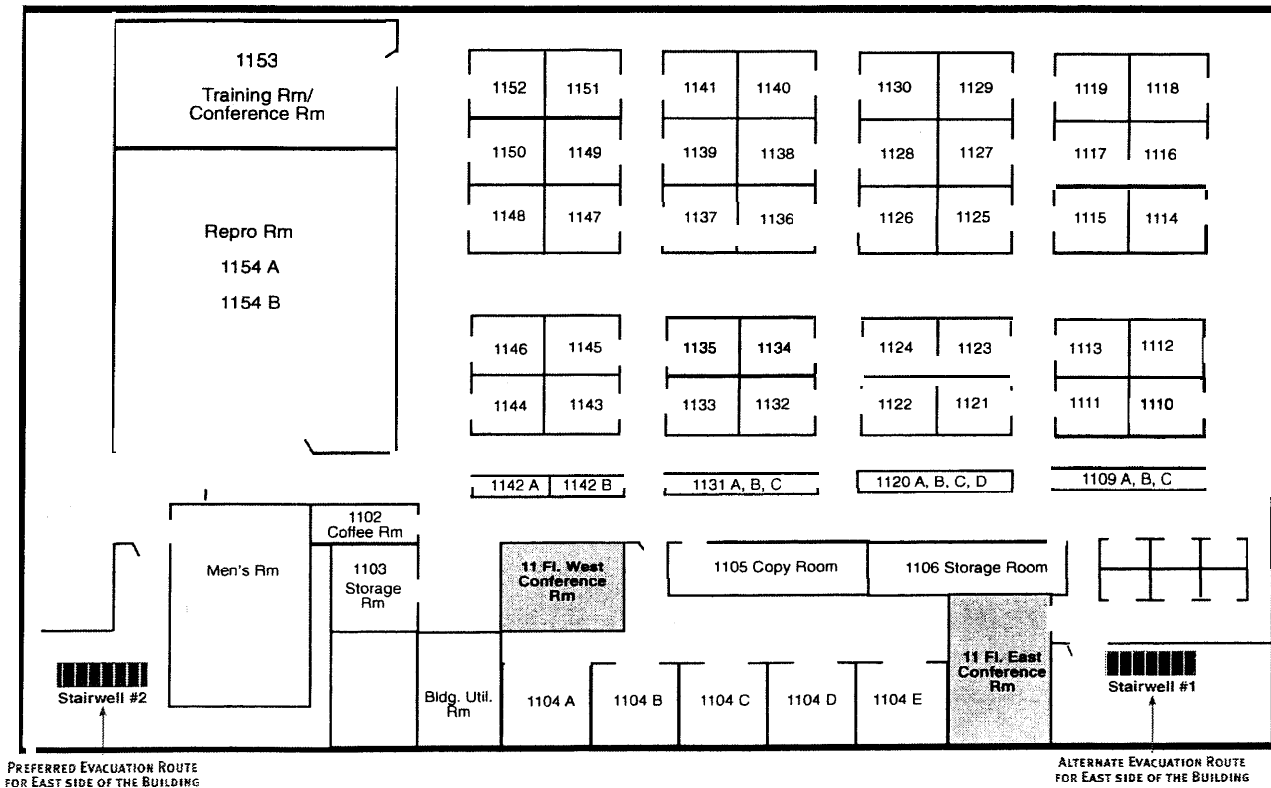 1153
Training Rm/
Conference Rm
Repro Rm
1154 A
1154 B
1152 1151 1141 1140 1130 1129 1119 1118
1150 1149 1139 1138 1128 1127 1117 1116
1148 1147 1137 1136 1126 1125 1115 1114
1146 1145 1135 1134 1124 1123 1113 1112
1144 1143 1133 1132 1122 1121 1111 1110
1142 A 1142 B 1131 A, B, C 1120 A, B, C, D 1109 A, B, C
1102
Coffee Rm
Men's Rm
1103
Storage
Rm
11 Fl. West
Conference
Rm
1105 Copy Room
1106 Storage Room
11 Fl. East
Conference
Rm
Stairwell #2
Bldg. Util.
Rm
1104 A 1104 B 1104 C 1104 D 1104 E
Stairwell #1
PREFERRED EVACUATION ROUTE
FOR EAST SIDE OF THE BUILDING
ALTERNATE EVACUATION ROUTE
FOR EAST SIDE OF THE BUILDING